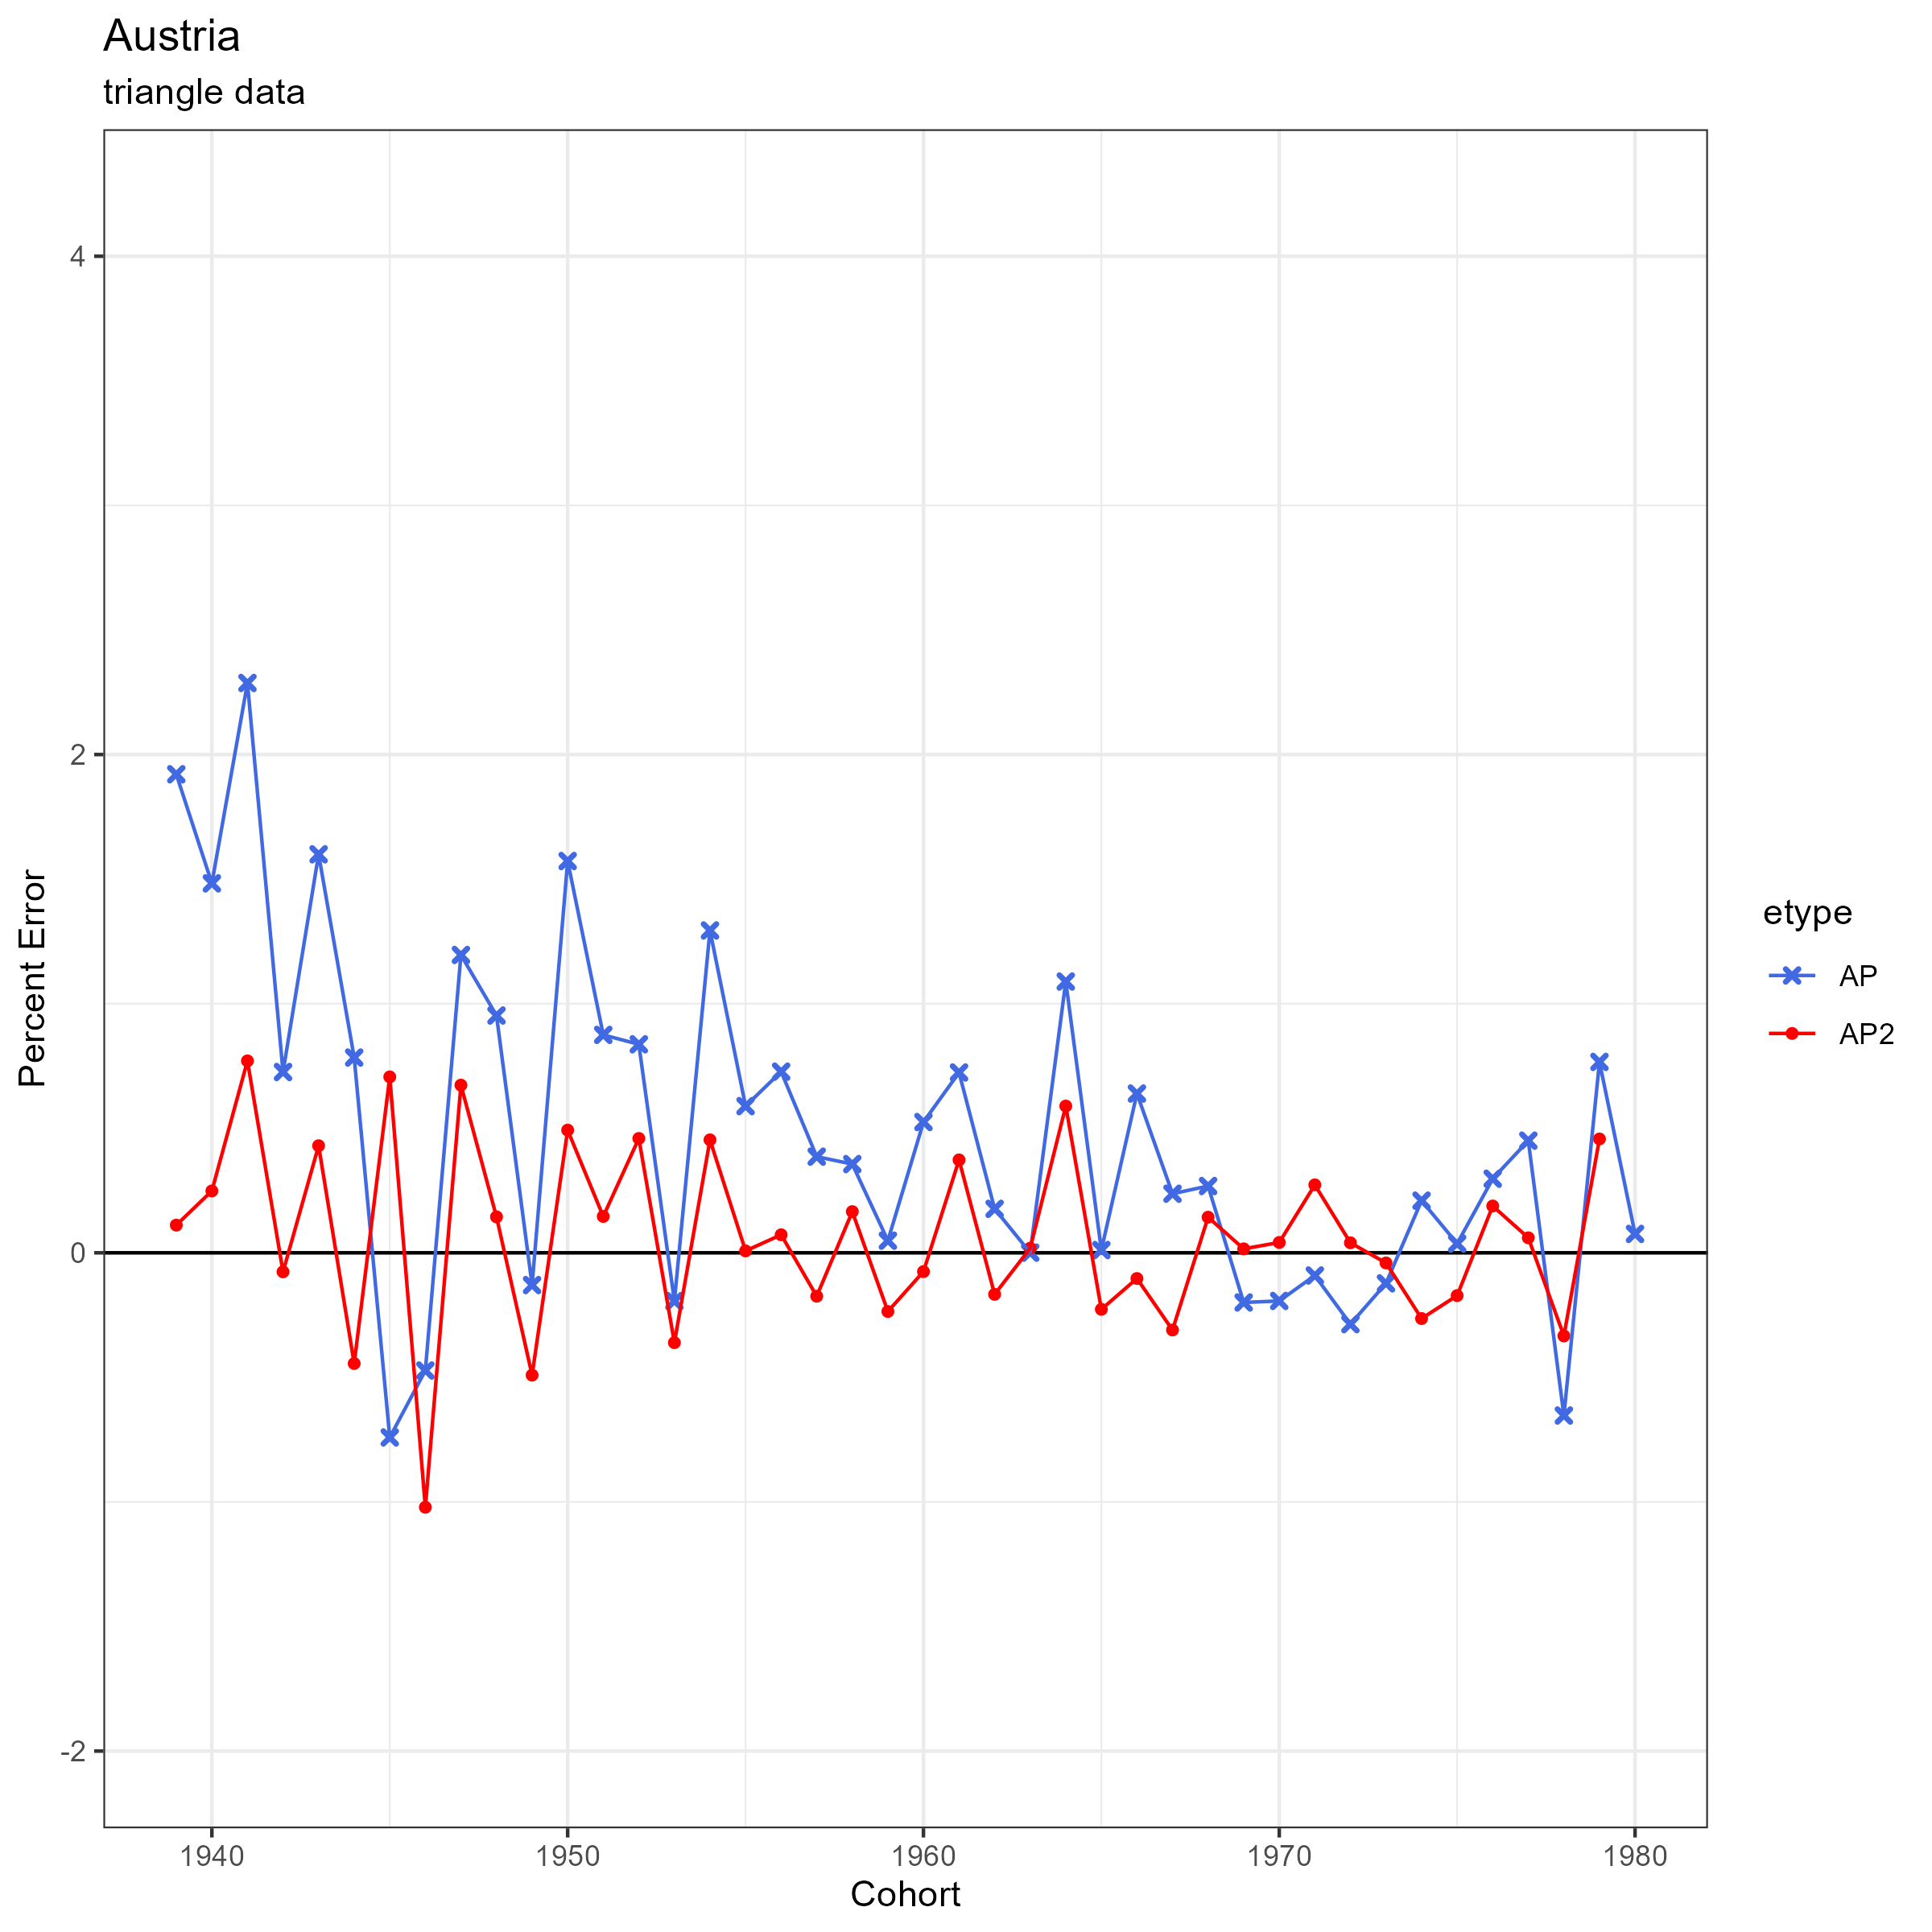 Austria
triangle data
4
2
0
-2
Percent Error
1940 1950 1960 1970 1980
Cohort
etype
AP
AP2